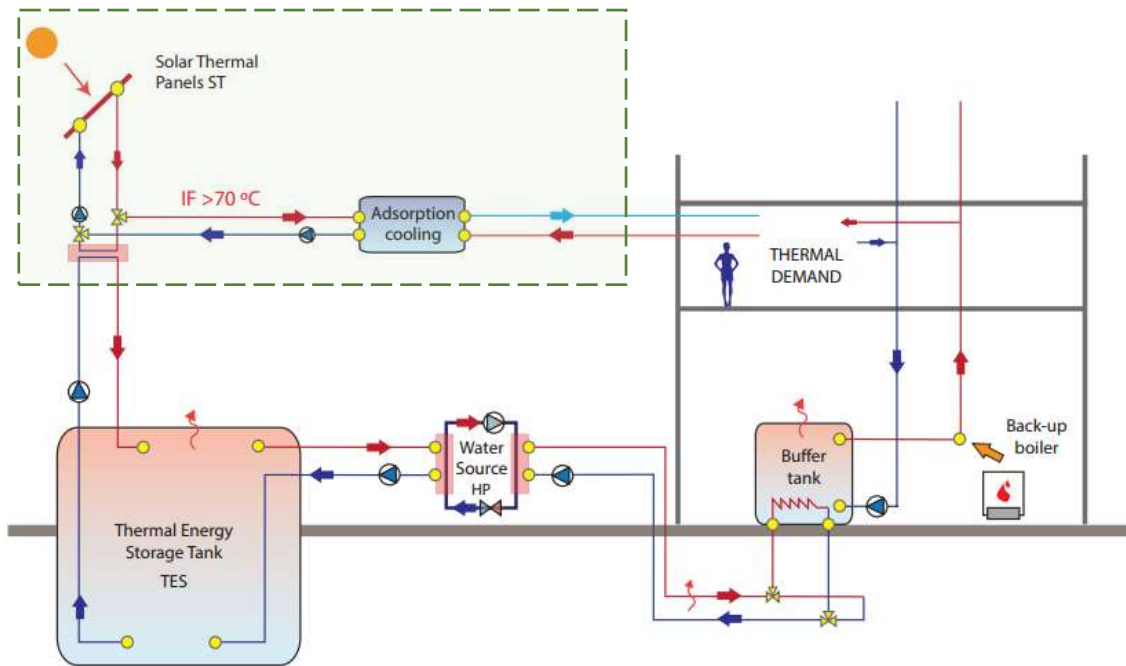 Solar Thermal
Panels ST
IF >70 ºC
Adsorption
cooling
THERMAL
DEMAND
Back-up
boiler
Water
Source
HP
Buffer
tank
Thermal Energy
Storage Tank
TES